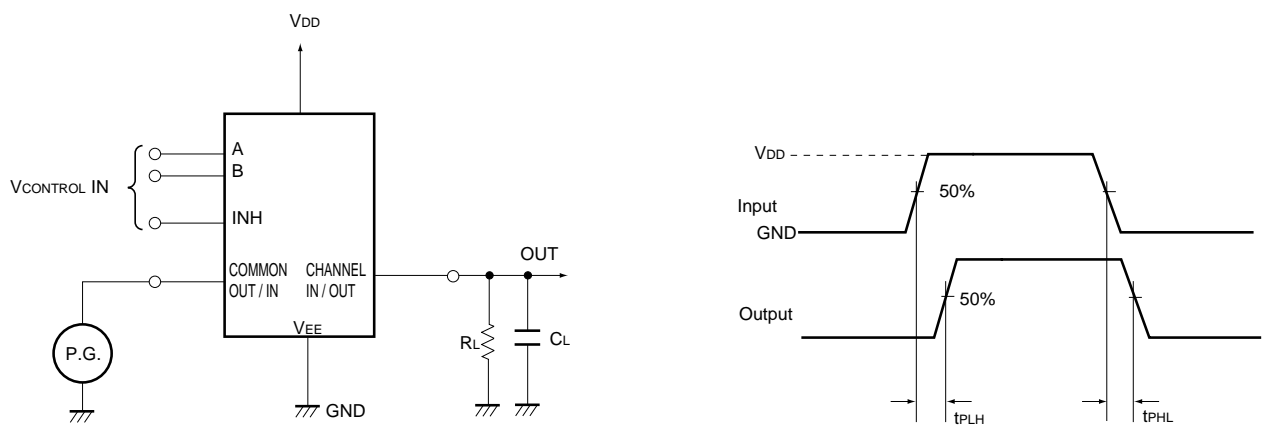 VDD
A
B
VCONTROL IN
INH
COMMON
OUT / IN
CHANNEL
IN / OUT
OUT
VEE
P.G.
RL
CL
GND
VDD
50%
Input
GND
50%
Output
tPLH
tPHL